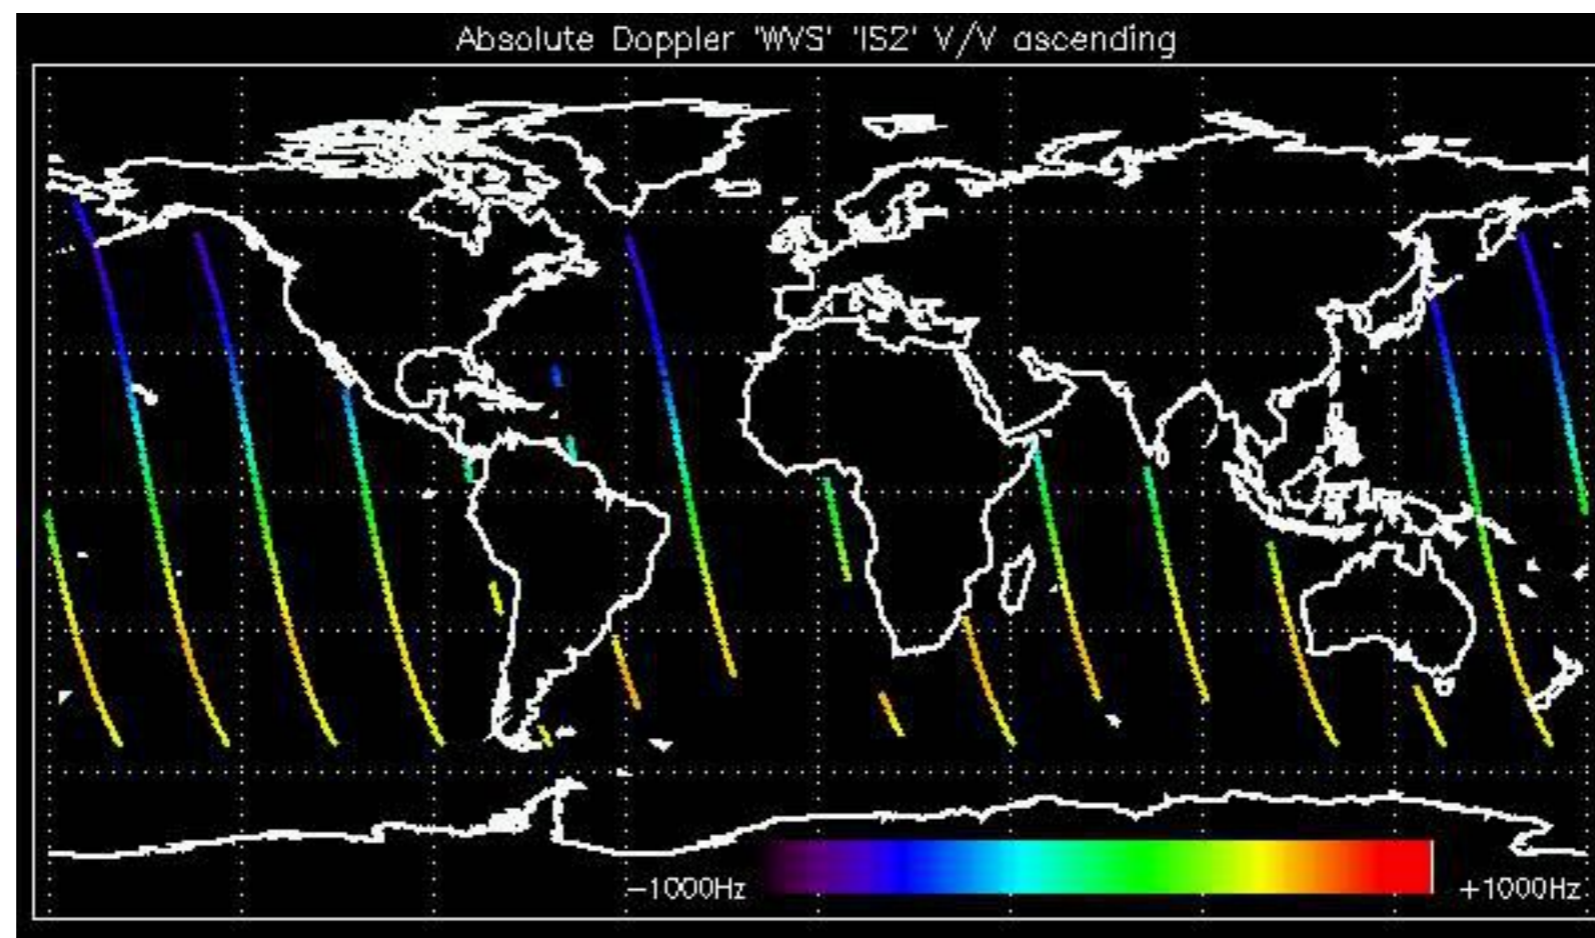 Absolute Doppler 'WVS' 'IS2' V/V ascending
−1000Hz +1000Hz